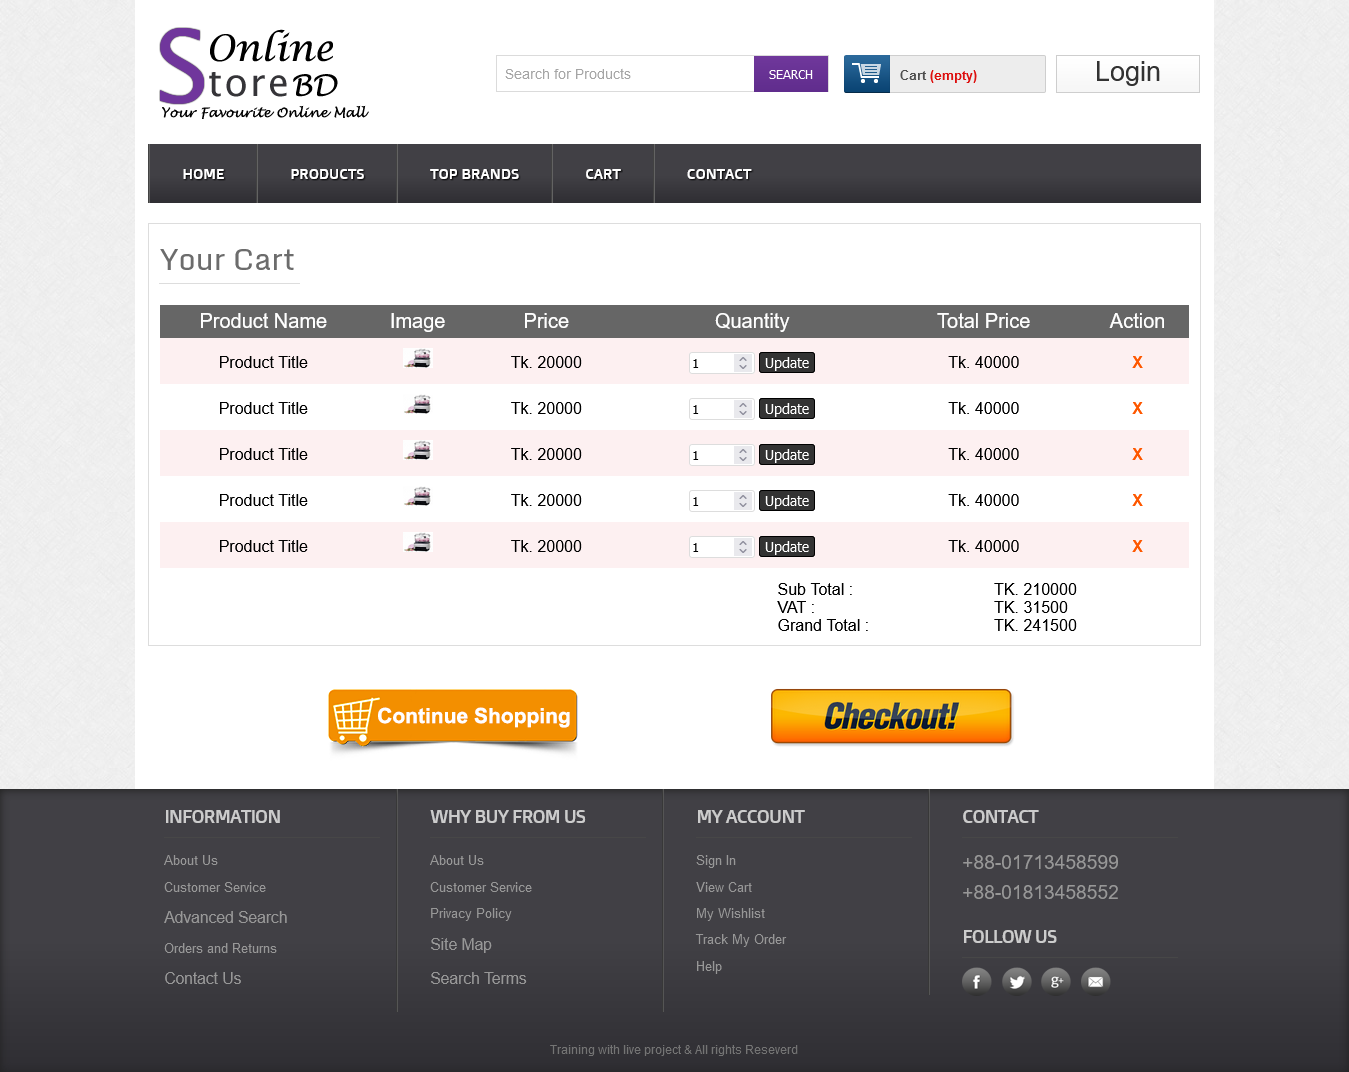 Online
StoreBD
Your Favourite Online Mall
Search for Products
SEARCH
Cart (empty)
Login
HOME
PRODUCTS
TOP BRANDS
CART
CONTACT
Your Cart
Product Name Image Price Quantity Total Price Action
Product Title Tk. 20000 1 Update Tk. 40000 X
Product Title Tk. 20000 1 Update Tk. 40000 X
Product Title Tk. 20000 1 Update Tk. 40000 X
Product Title Tk. 20000 1 Update Tk. 40000 X
Product Title Tk. 20000 1 Update Tk. 40000 X
Sub Total : TK. 210000
VAT : TK. 31500
Grand Total : TK. 241500
Continue Shopping
Checkout!
INFORMATION
About Us
Customer Service
Advanced Search
Orders and Returns
Contact Us
WHY BUY FROM US
About Us
Customer Service
Privacy Policy
Site Map
Search Terms
MY ACCOUNT
Sign In
View Cart
My Wishlist
Track My Order
Help
CONTACT
+88-01713458599
+88-01813458552
FOLLOW US
f
g+
Training with live project & All rights Reseverd